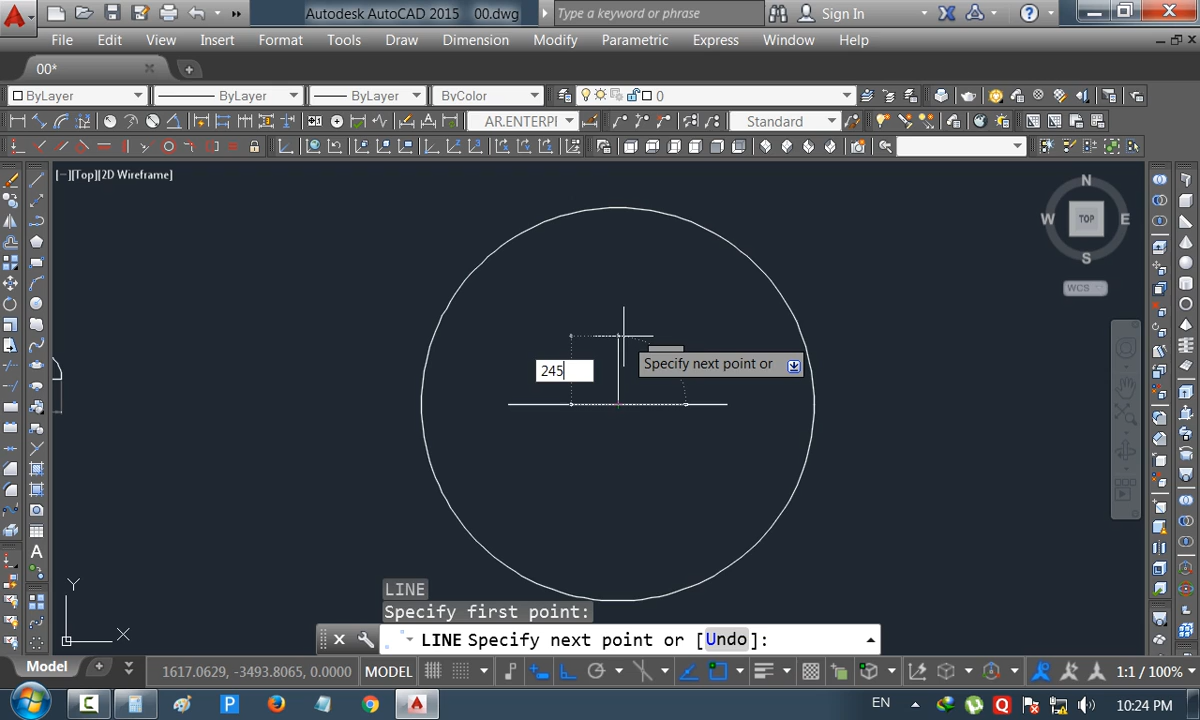 Autodesk AutoCAD 2015 00.dwg
Type a keyword or phrase
Sign In
File Edit View Insert Format Tools Draw Dimension Modify Parametric Express Window Help
00*
ByLayer ByLayer ByLayer ByColor 0
AR.ENTERPI Standard
[−][Top][2D Wireframe]
N
W TOP E
S
WCS
245
Specify next point or
Y
X
A
LINE
Specify first point:
LINE Specify next point or [Undo]:
Model
1617.0629, -3493.8065, 0.0000 MODEL 1:1 / 100%
EN 10:24 PM